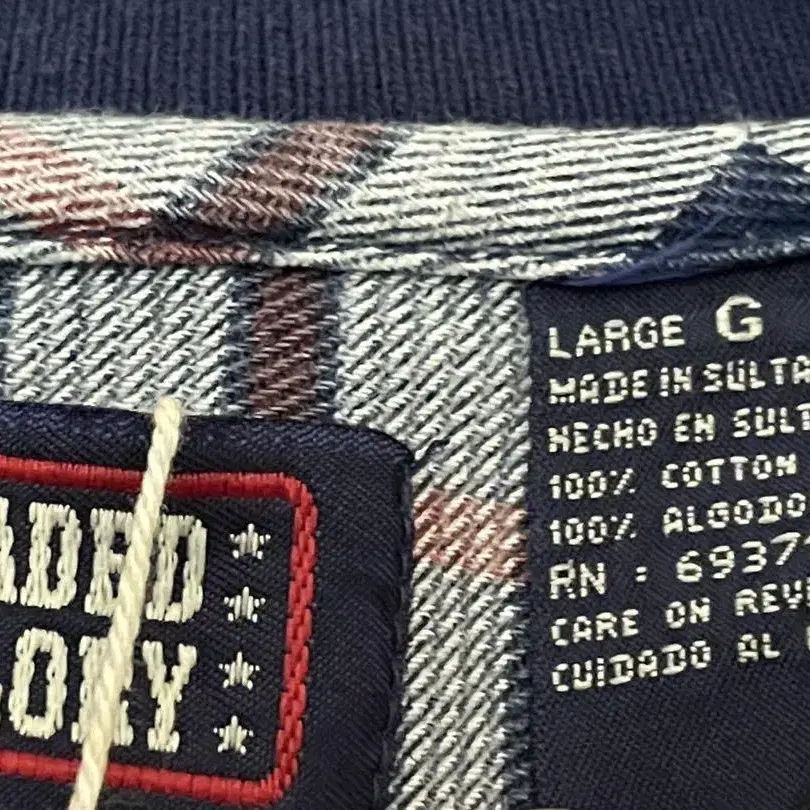 ADED
LORY
LARGE G
MADE IN SULTA
HECHO EN SULT
100% COTTON
100% ALGODO
RN : 6937
CARE ON REV
CUIDADO AL